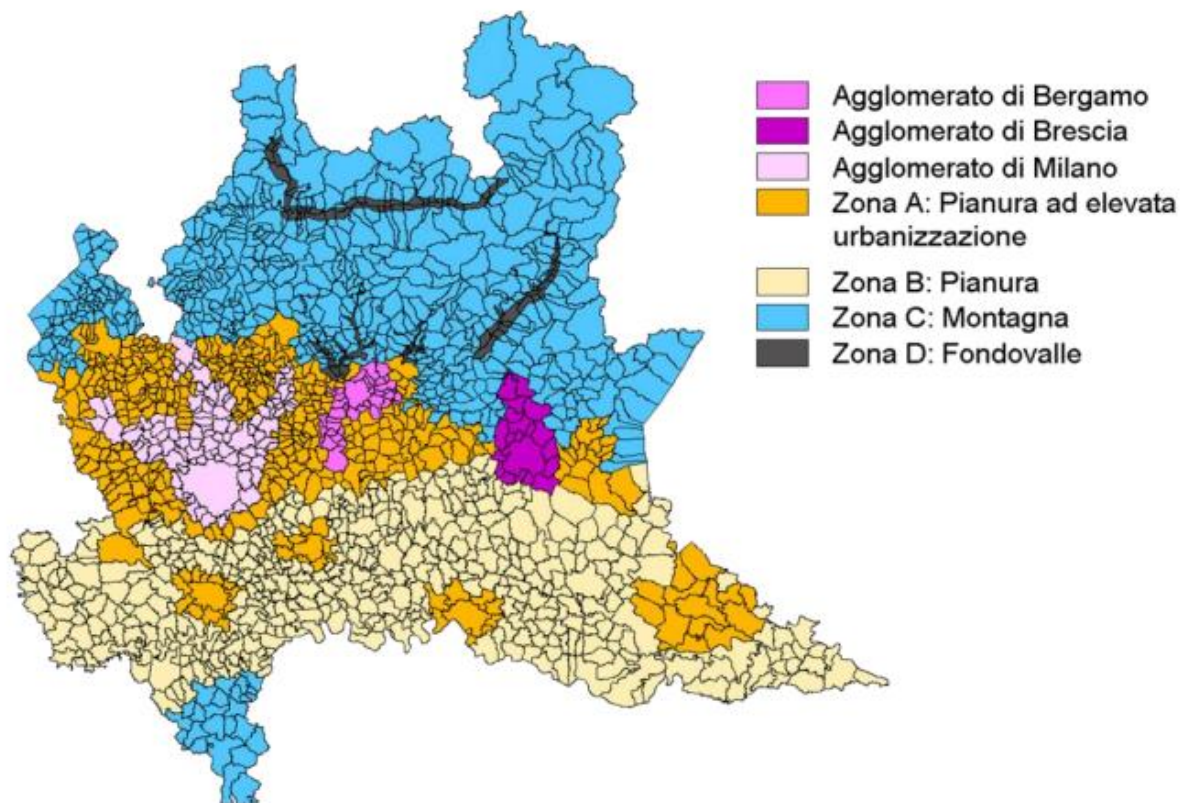 Agglomerato di Bergamo
Agglomerato di Brescia
Agglomerato di Milano
Zona A: Pianura ad elevata
urbanizzazione
Zona B: Pianura
Zona C: Montagna
Zona D: Fondovalle